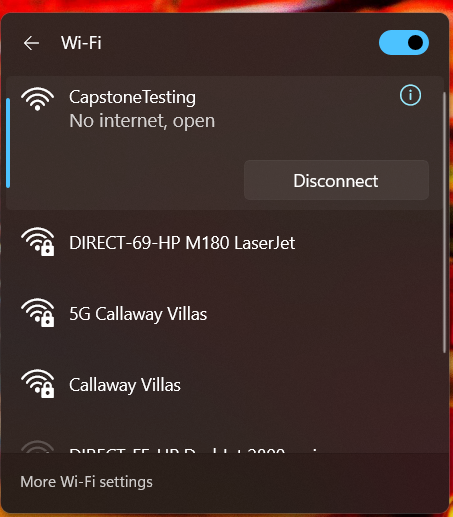 Wi-Fi
CapstoneTesting
No internet, open
Disconnect
DIRECT-69-HP M180 LaserJet
5G Callaway Villas
Callaway Villas
More Wi-Fi settings